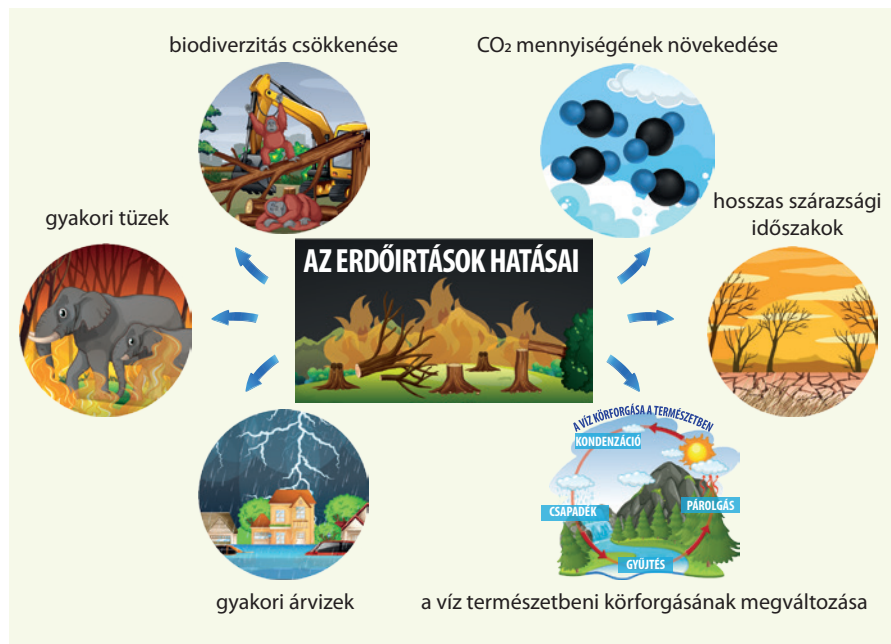 biodiverzitás csökkenése
CO₂ mennyiségének növekedése
gyakori tüzek
hosszas szárazsági
időszakok
AZ ERDŐIRTÁSOK HATÁSAI
A VÍZ KÖRFORGÁSA A TERMÉSZETBEN
KONDENZÁCIÓ
CSAPADÉK
PÁROLGÁS
GYŰJTÉS
gyakori árvizek
a víz természetbeni körforgásának megváltozása